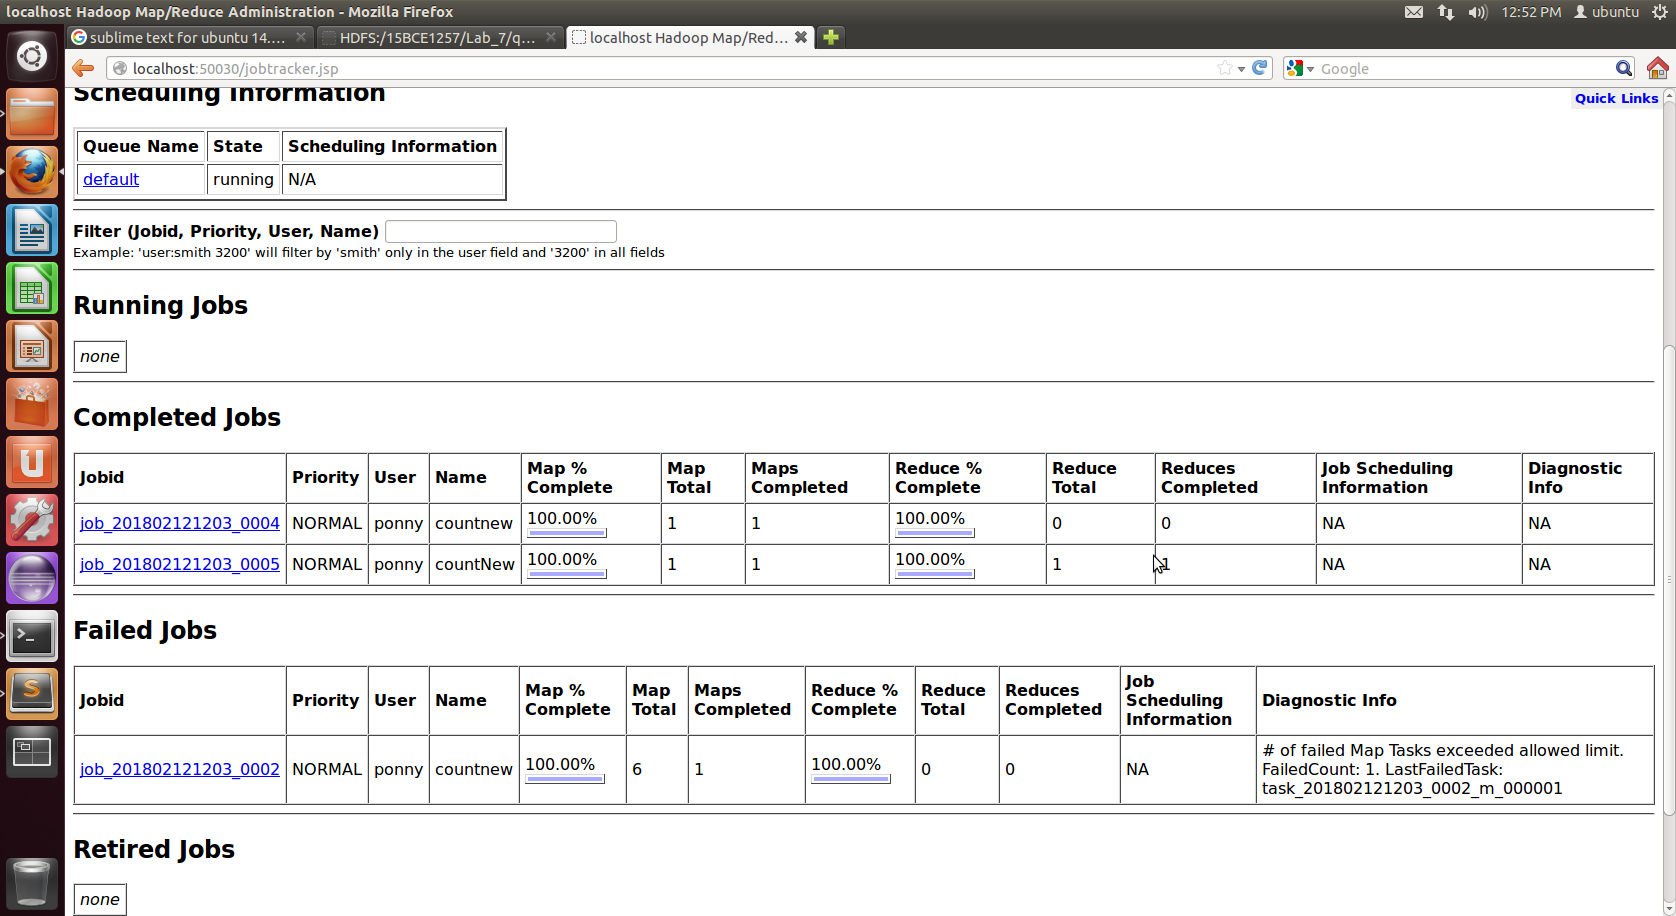 localhost Hadoop Map/Reduce Administration - Mozilla Firefox
12:52 PM ubuntu
sublime text for ubuntu 14.... HDFS:/15BCE1257/Lab_7/q... localhost Hadoop Map/Red...
localhost:50030/jobtracker.jsp Google
Scheduling Information
Quick Links
Queue Name State Scheduling Information
default running N/A
Filter (Jobid, Priority, User, Name)
Example: 'user:smith 3200' will filter by 'smith' only in the user field and '3200' in all fields
Running Jobs
none
Completed Jobs
Jobid Priority User Name Map % Complete Map Total Maps Completed Reduce % Complete Reduce Total Reduces Completed Job Scheduling Information Diagnostic Info
job_201802121203_0004 NORMAL ponny countnew 100.00% 1 1 100.00% 0 0 NA NA
job_201802121203_0005 NORMAL ponny countNew 100.00% 1 1 100.00% 1 1 NA NA
Failed Jobs
Jobid Priority User Name Map % Complete Map Total Maps Completed Reduce % Complete Reduce Total Reduces Completed Job Scheduling Information Diagnostic Info
job_201802121203_0002 NORMAL ponny countnew 100.00% 6 1 100.00% 0 0 NA # of failed Map Tasks exceeded allowed limit.
FailedCount: 1. LastFailedTask:
task_201802121203_0002_m_000001
Retired Jobs
none